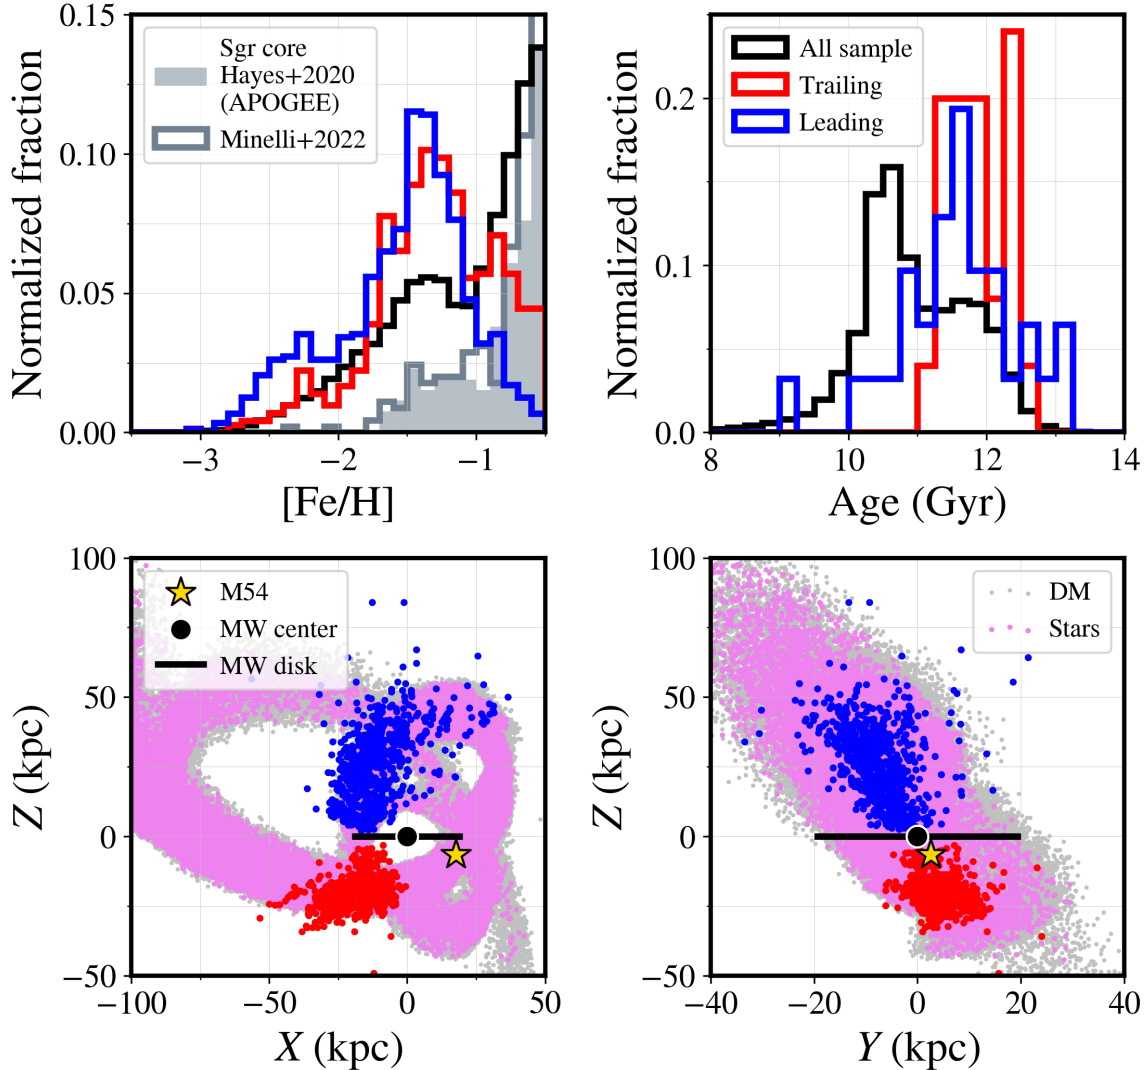 0.15
0.10
0.05
0.00
Normalized fraction
Sgr core
Hayes+2020
(APOGEE)
Minelli+2022
−3
−2
−1
[Fe/H]
0.2
0.1
0.0
Normalized fraction
All sample
Trailing
Leading
8
10
12
14
Age (Gyr)
100
50
0
−50
Z (kpc)
M54
MW center
MW disk
−100
−50
0
50
X (kpc)
100
50
0
−50
Z (kpc)
DM
Stars
−40
−20
0
20
40
Y (kpc)